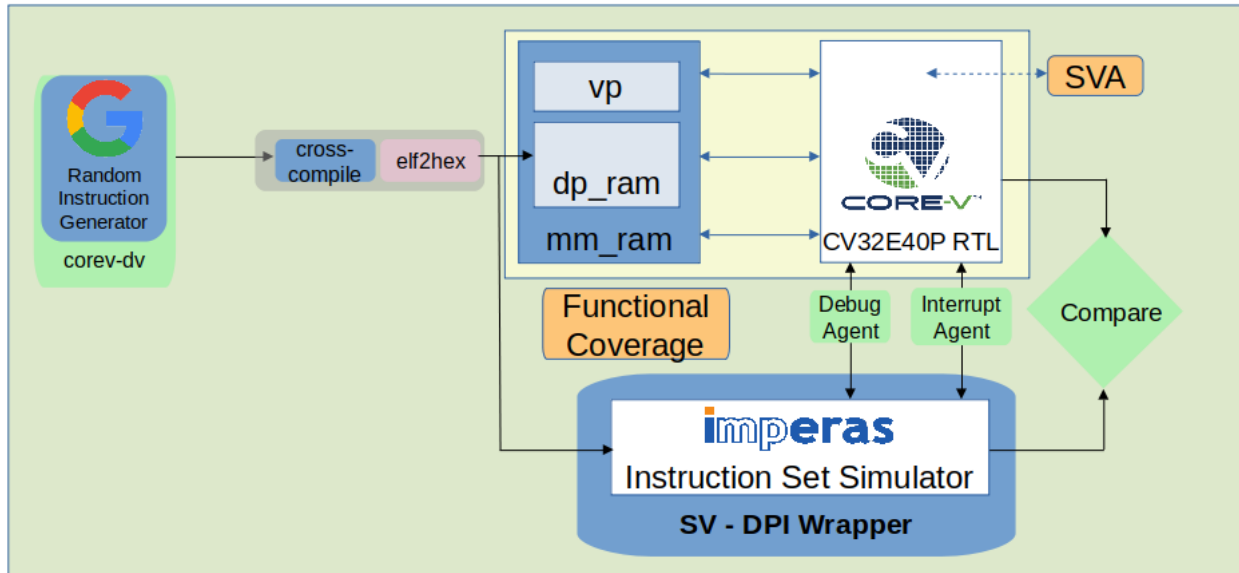 Random
Instruction
Generator
corev-dv
cross-
compile
elf2hex
vp
dp_ram
mm_ram
CORE-V™
CV32E40P RTL
SVA
Functional
Coverage
Debug
Agent
Interrupt
Agent
Compare
imperas
Instruction Set Simulator
SV - DPI Wrapper